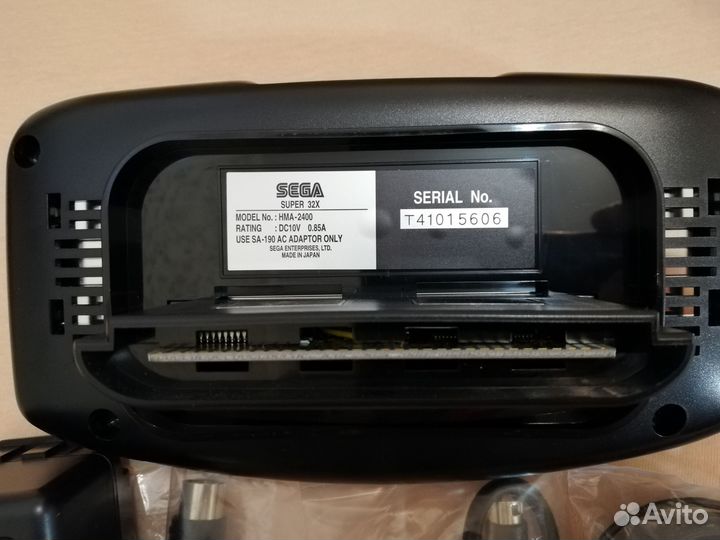 SEGA
SUPER 32X
MODEL No. : HMA-2400
RATING : DC10V 0.85A
USE SA-190 AC ADAPTOR ONLY
SEGA ENTERPRISES, LTD.
MADE IN JAPAN
SERIAL No.
T41015606
Avito